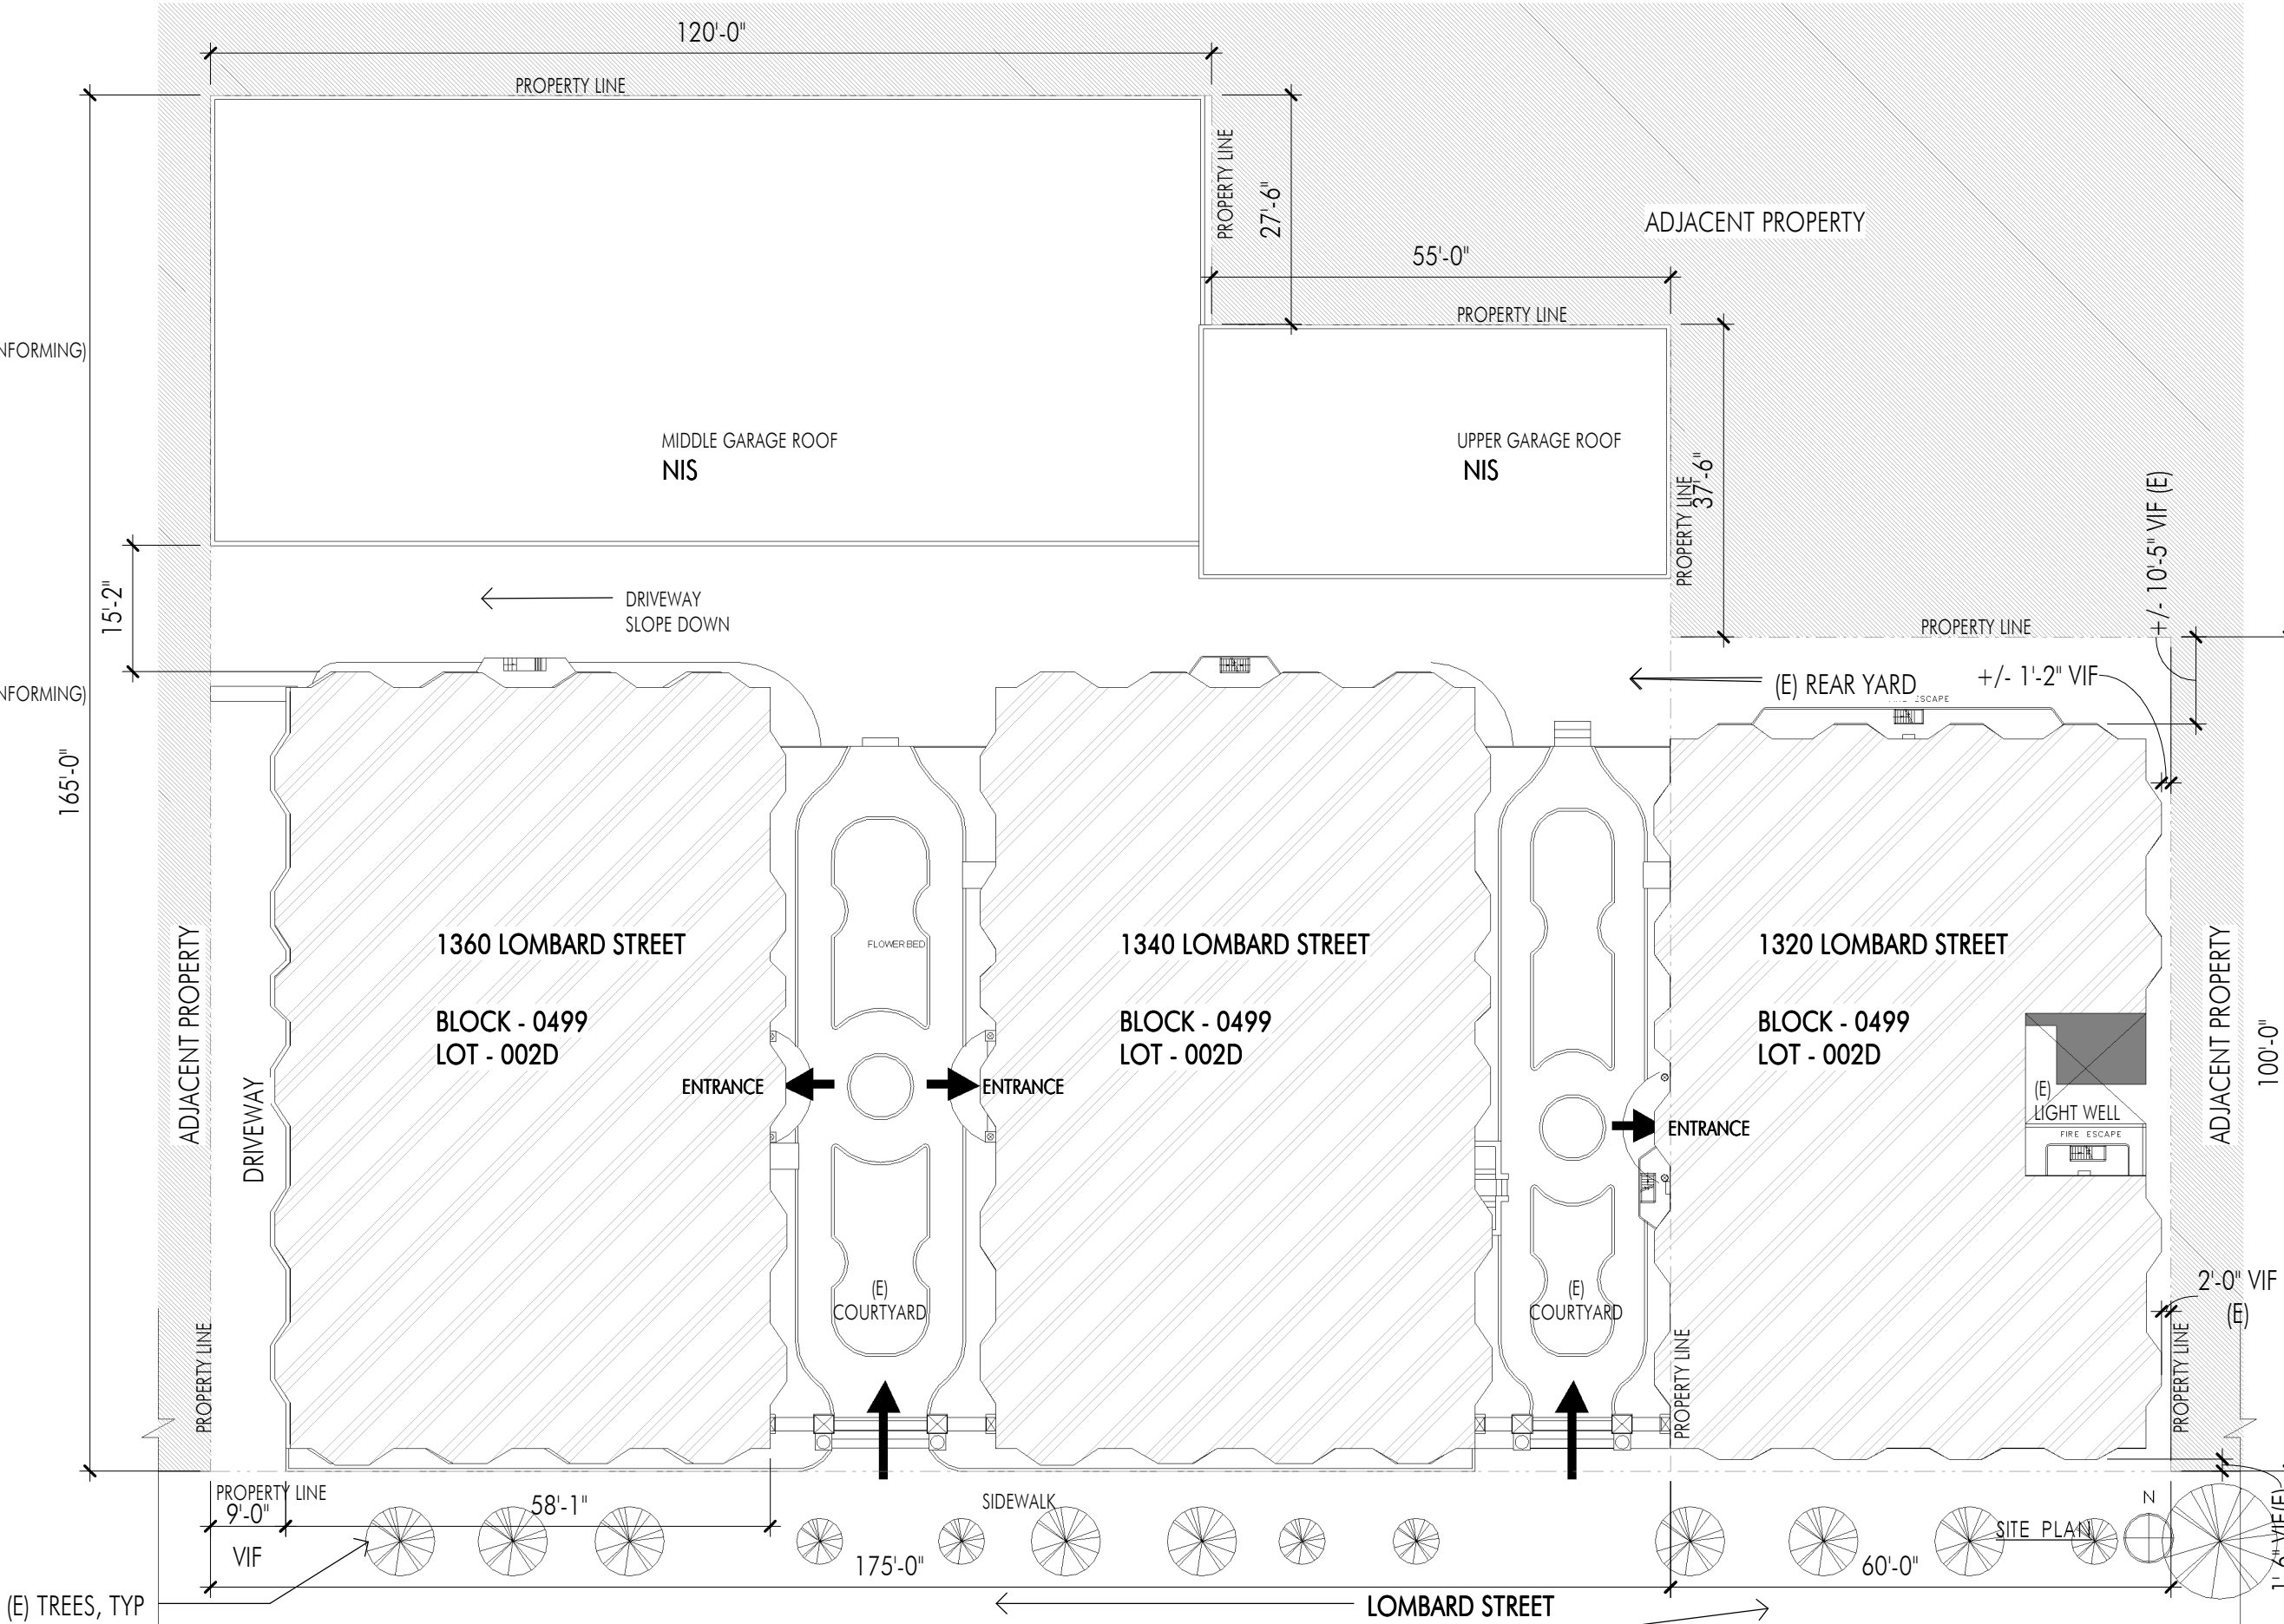 120'-0"
PROPERTY LINE
PROPERTY LINE
27'-6"
ADJACENT PROPERTY
55'-0"
PROPERTY LINE
NFORMING)
MIDDLE GARAGE ROOF
NIS
UPPER GARAGE ROOF
NIS
PROPERTY LINE
37'-6"
+/- 10'-5" VIF (E)
15'-2"
DRIVEWAY
SLOPE DOWN
PROPERTY LINE
(E) REAR YARD
+/- 1'-2" VIF
NFORMING)
ESCAPE
165'-0"
1360 LOMBARD STREET
BLOCK - 0499
LOT - 002D
FLOWER BED
1340 LOMBARD STREET
BLOCK - 0499
LOT - 002D
1320 LOMBARD STREET
BLOCK - 0499
LOT - 002D
ADJACENT PROPERTY
DRIVEWAY
ENTRANCE
ENTRANCE
ENTRANCE
(E)
LIGHT WELL
FIRE ESCAPE
ADJACENT PROPERTY
100'-0"
(E)
COURTYARD
(E)
COURTYARD
2'-0" VIF
(E)
PROPERTY LINE
PROPERTY LINE
PROPERTY LINE
PROPERTY LINE
9'-0"
VIF
58'-1"
SIDEWALK
N
SITE PLAN
1'-6" VIF(E)
175'-0"
60'-0"
(E) TREES, TYP
LOMBARD STREET